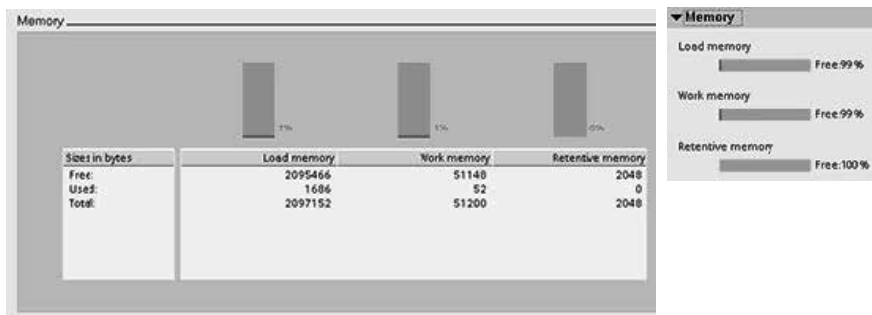 Memory
1%
1%
0%
Sizes in bytes Load memory Work memory Retentive memory
Free: 2095466 51148 2048
Used: 1686 52 0
Total: 2097152 51200 2048
Memory
Load memory
Free:99 %
Work memory
Free:99 %
Retentive memory
Free:100 %